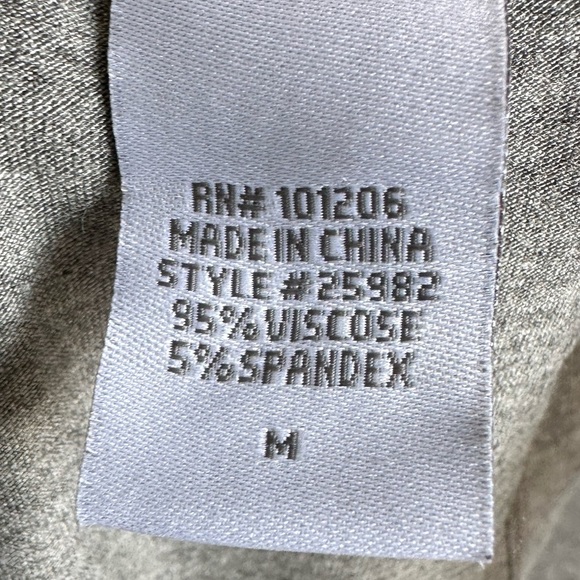 RN# 101206
MADE IN CHINA
STYLE #25982
95% VISCOSE
5% SPANDEX
M